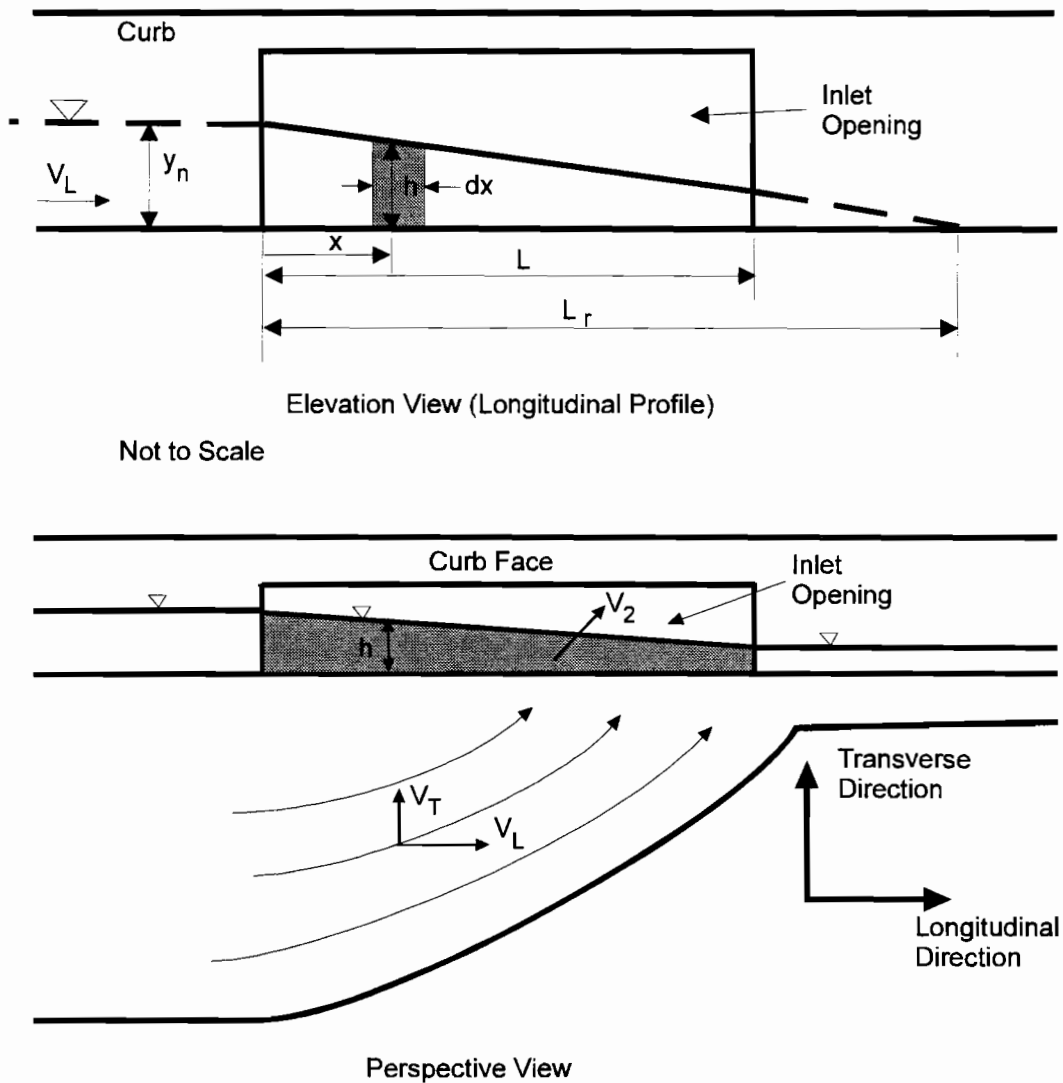 Curb
Inlet
Opening
y_n
V_L
h
dx
x
L
L_r
Elevation View (Longitudinal Profile)
Not to Scale
Curb Face
Inlet
Opening
V_2
h
Transverse
Direction
V_T
V_L
Longitudinal
Direction
Perspective View